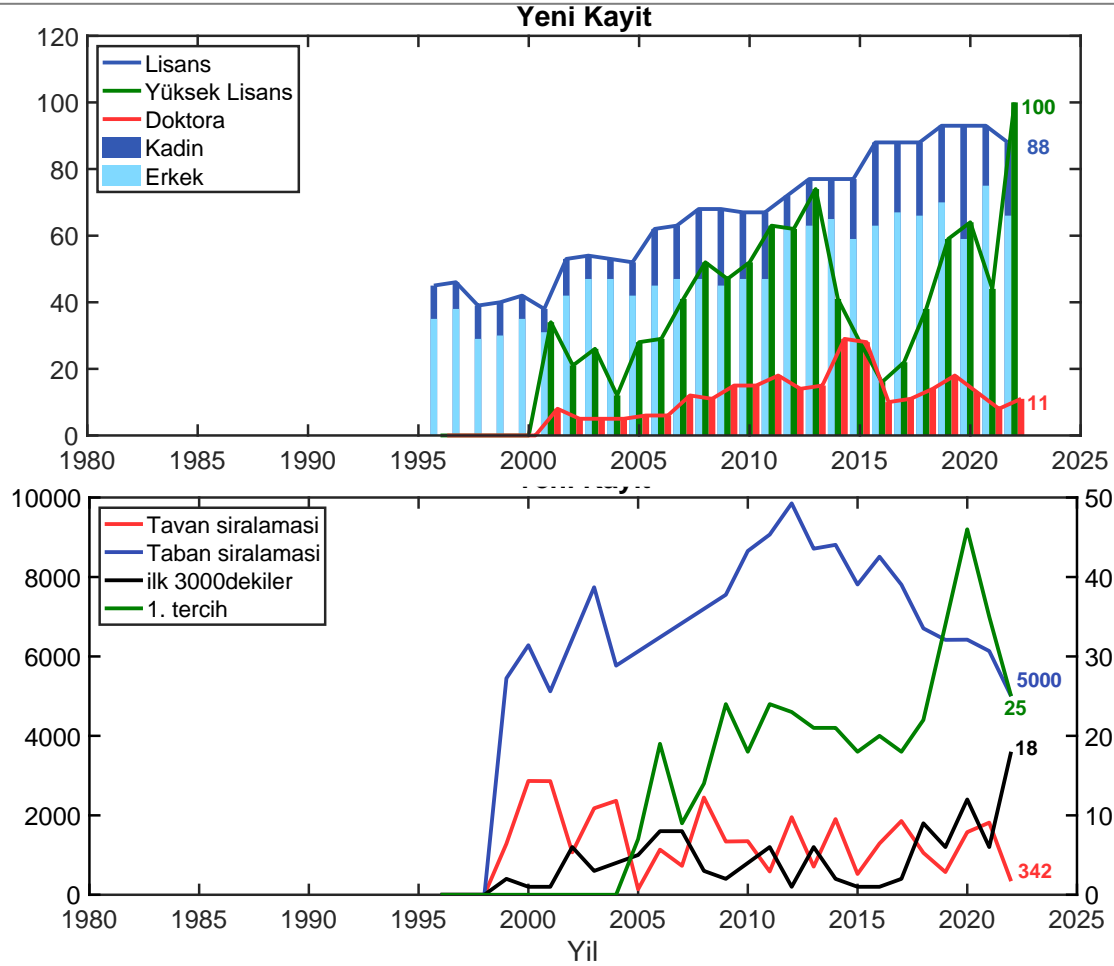 Yeni Kayit
120
100
80
60
40
20
0
Lisans
Yüksek Lisans
Doktora
Kadin
Erkek
100
88
11
1980 1985 1990 1995 2000 2005 2010 2015 2020 2025
Yeni Kayit
10000
8000
6000
4000
2000
0
Tavan siralamasi
Taban siralamasi
ilk 3000dekiler
1. tercih
5000
25
18
342
50
40
30
20
10
0
1980 1985 1990 1995 2000 2005 2010 2015 2020 2025
Yil